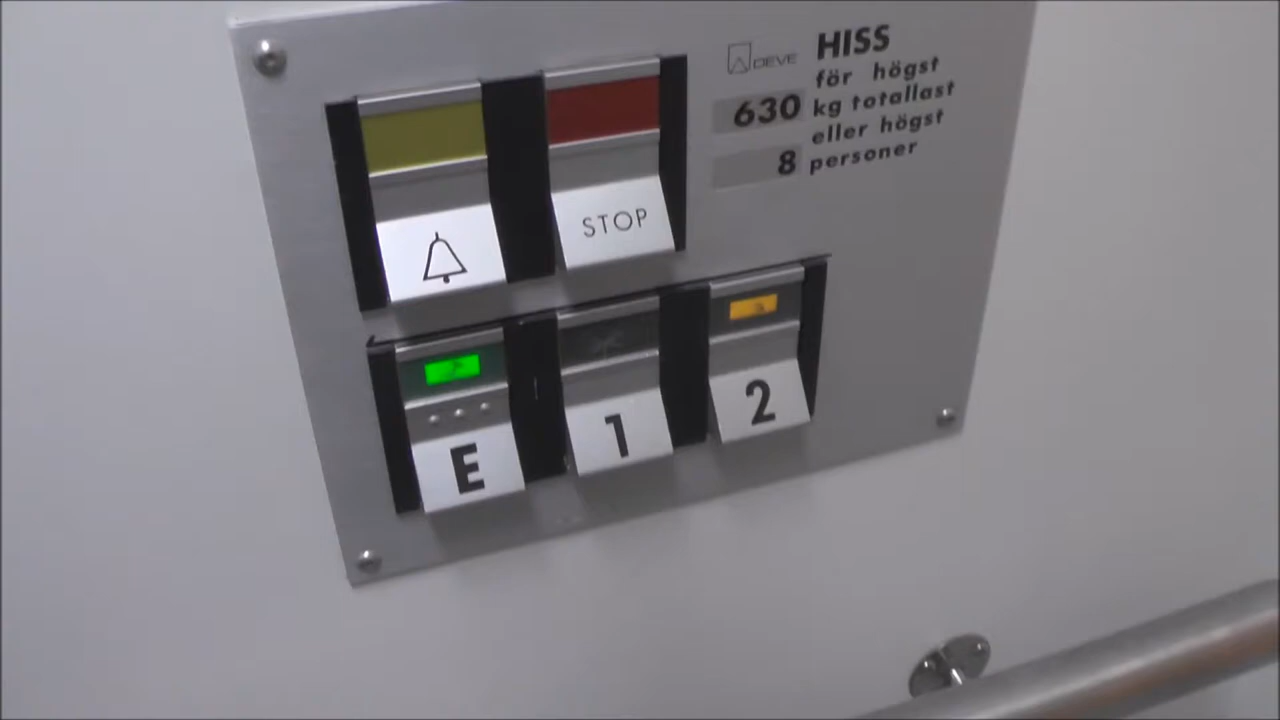 DEVE
HISS
för högst
630 kg totallast
eller högst
8 personer
STOP
E
1
2